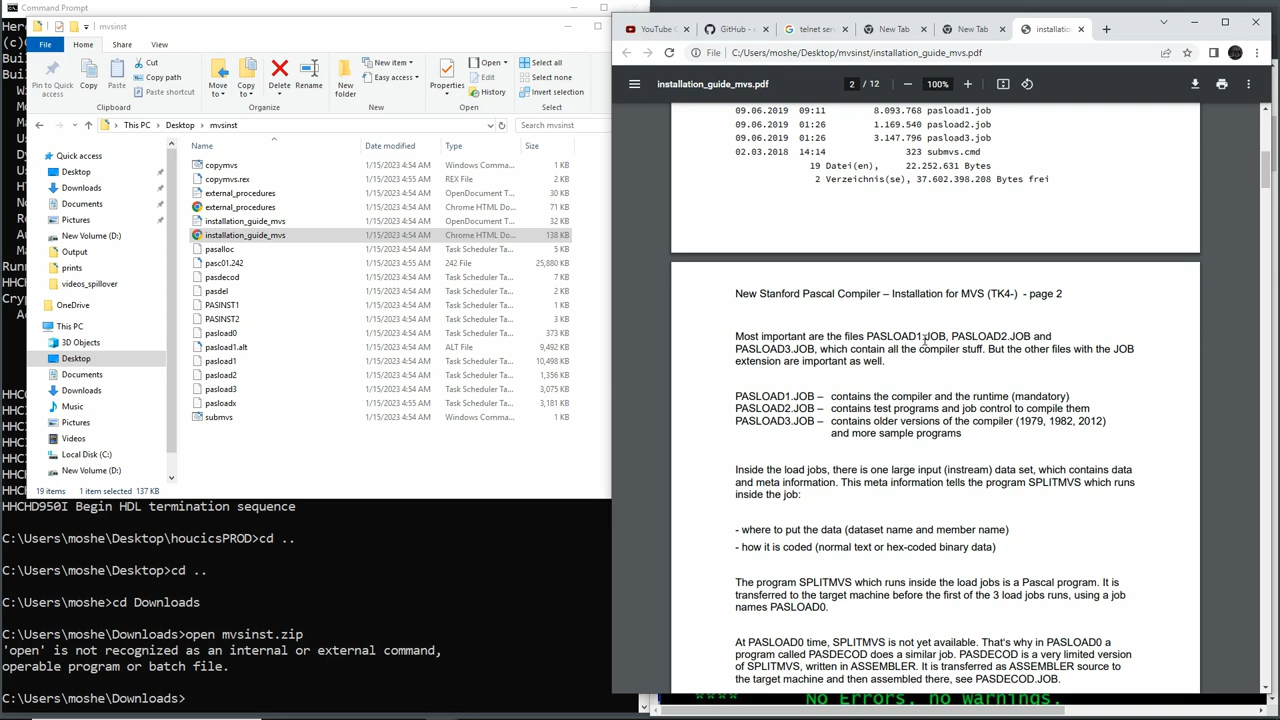 Command Prompt
Here
(c)C
Buil
Buil
W
M
U
D
U
H
N
R
A
Runn
HHCH
Cryp
A
HHCC
HHCC
HHCI
HHCI
HHCI
HHCH
HHCH
HHCH
HHCHD950I Begin HDL termination sequence
C:\Users\moshe\Desktop\houcicsPROD>cd ..
C:\Users\moshe\Desktop>cd ..
C:\Users\moshe>cd Downloads
C:\Users\moshe\Downloads>open mvsinst.zip
'open' is not recognized as an internal or external command,
operable program or batch file.
C:\Users\moshe\Downloads>
mvsinst
File Home Share View
Pin to Quick access
Copy
Paste
Cut
Copy path
Paste shortcut
Clipboard
Move to
Copy to
Delete
Rename
Organize
New folder
New item
Easy access
New
Properties
Open
Edit
History
Open
Select all
Select none
Invert selection
Select
This PC > Desktop > mvsinst
Search mvsinst
Quick access
Desktop
Downloads
Documents
Pictures
New Volume (D:)
Output
prints
videos_spillover
OneDrive
This PC
3D Objects
Desktop
Documents
Downloads
Music
Pictures
Videos
Local Disk (C:)
New Volume (D:)
Name Date modified Type Size
copymvs 1/15/2023 4:54 AM Windows Comma... 1 KB
copymvs.rex 1/15/2023 4:54 AM REX File 2 KB
external_procedures 1/15/2023 4:54 AM OpenDocument T... 30 KB
external_procedures 1/15/2023 4:54 AM Chrome HTML Do... 71 KB
installation_guide_mvs 1/15/2023 4:54 AM OpenDocument T... 32 KB
installation_guide_mvs 1/15/2023 4:54 AM Chrome HTML Do... 138 KB
pasalloc 1/15/2023 4:54 AM Task Scheduler Ta... 5 KB
pasc01.242 1/15/2023 4:54 AM 242 File 25,880 KB
pasdecod 1/15/2023 4:54 AM Task Scheduler Ta... 7 KB
pasdel 1/15/2023 4:54 AM Task Scheduler Ta... 2 KB
PASINST1 1/15/2023 4:54 AM Task Scheduler Ta... 3 KB
PASINST2 1/15/2023 4:54 AM Task Scheduler Ta... 3 KB
pasload0 1/15/2023 4:54 AM Task Scheduler Ta... 373 KB
pasload1.alt 1/15/2023 4:54 AM ALT File 9,492 KB
pasload1 1/15/2023 4:54 AM Task Scheduler Ta... 10,498 KB
pasload2 1/15/2023 4:54 AM Task Scheduler Ta... 1,356 KB
pasload3 1/15/2023 4:54 AM Task Scheduler Ta... 3,075 KB
pasloadx 1/15/2023 4:55 AM Task Scheduler Ta... 3,181 KB
submvs 1/15/2023 4:54 AM Windows Comma... 1 KB
19 items 1 item selected 137 KB
YouTube GitHub - telnet ser New Tab New Tab installatio
File C:/Users/moshe/Desktop/mvsinst/installation_guide_mvs.pdf
installation_guide_mvs.pdf 2 / 12 100%
09.06.2019 09:11 8.093.768 pasload1.job
09.06.2019 01:26 1.169.540 pasload2.job
09.06.2019 01:26 3.147.796 pasload3.job
02.03.2018 14:14 323 submvs.cmd
19 Datei(en), 22.252.631 Bytes
2 Verzeichnis(se), 37.602.398.208 Bytes frei
New Stanford Pascal Compiler – Installation for MVS (TK4-) - page 2
Most important are the files PASLOAD1.JOB, PASLOAD2.JOB and
PASLOAD3.JOB, which contain all the compiler stuff. But the other files with the JOB
extension are important as well.
PASLOAD1.JOB – contains the compiler and the runtime (mandatory)
PASLOAD2.JOB – contains test programs and job control to compile them
PASLOAD3.JOB – contains older versions of the compiler (1979, 1982, 2012)
and more sample programs
Inside the load jobs, there is one large input (instream) data set, which contains data
and meta information. This meta information tells the program SPLITMVS which runs
inside the job:
- where to put the data (dataset name and member name)
- how it is coded (normal text or hex-coded binary data)
The program SPLITMVS which runs inside the load jobs is a Pascal program. It is
transferred to the target machine before the first of the 3 load jobs runs, using a job
names PASLOAD0.
At PASLOAD0 time, SPLITMVS is not yet available. That's why in PASLOAD0 a
program called PASDECOD does a similar job. PASDECOD is a very limited version
of SPLITMVS, written in ASSEMBLER. It is transferred as ASSEMBLER source to
the target machine and then assembled there, see PASDECOD.JOB.
**** No Errors, no warnings.